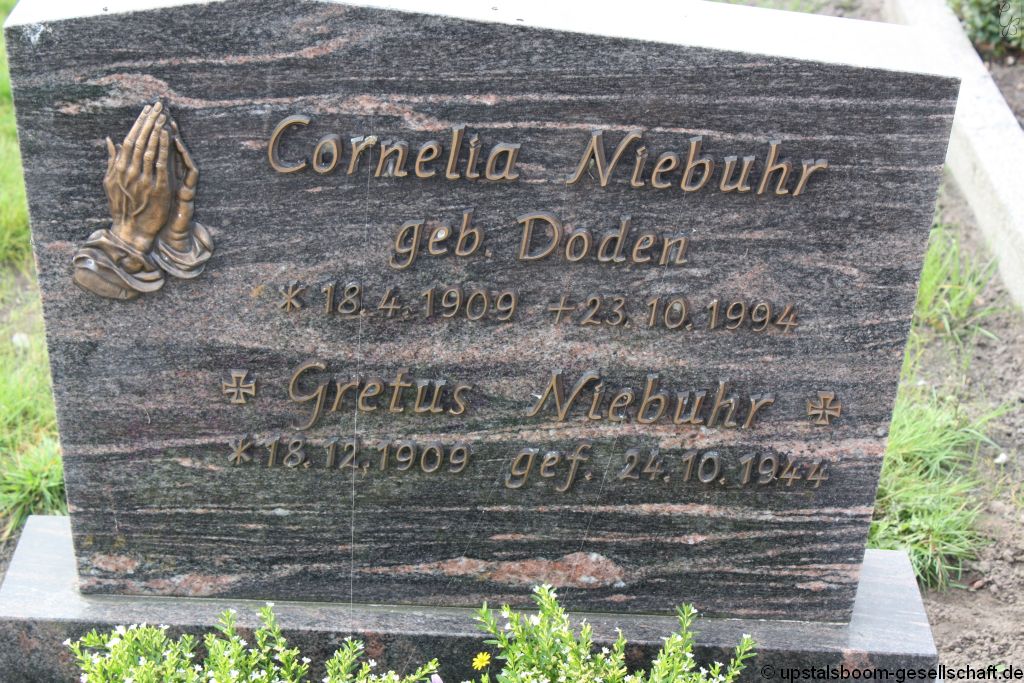 Cornelia Niebuhr
geb. Doden
* 18.4.1909 +23.10.1994
Gretus Niebuhr
*18.12.1909 gef. 24.10.1944
© upstalsboom-gesellschaft.de